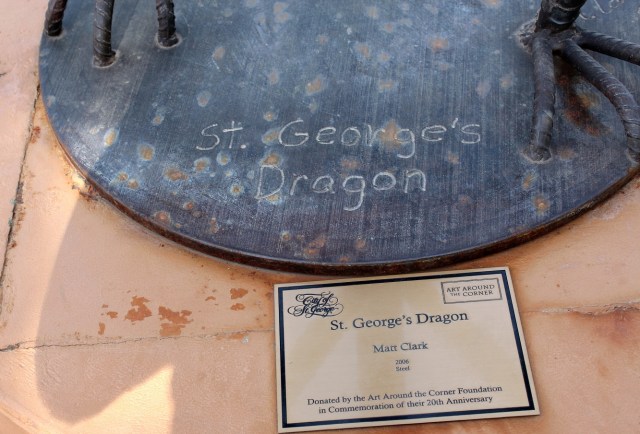 St. George's
Dragon
City of
St. George
ART AROUND
THE CORNER
St. George's Dragon
Matt Clark
2006
Steel
Donated by the Art Around the Corner Foundation
in Commemoration of their 20th Anniversary